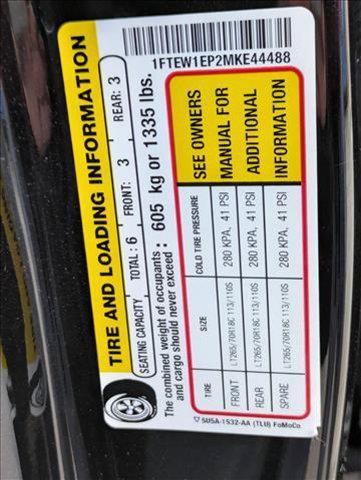 TIRE AND LOADING INFORMATION
SEATING CAPACITY TOTAL : 6 FRONT: 3 REAR: 3
The combined weight of occupants
and cargo should never exceed : 605 kg or 1335 lbs.
TIRE SIZE COLD TIRE PRESSURE SEE OWNERS
FRONT LT265/70R18C 113/110S 280 KPA, 41 PSI MANUAL FOR
REAR LT265/70R18C 113/110S 280 KPA, 41 PSI ADDITIONAL
SPARE LT265/70R18C 113/110S 280 KPA, 41 PSI INFORMATION
5U5A-1532-AA (TLU) FoMoCo
1FTEW1EP2MKE44488